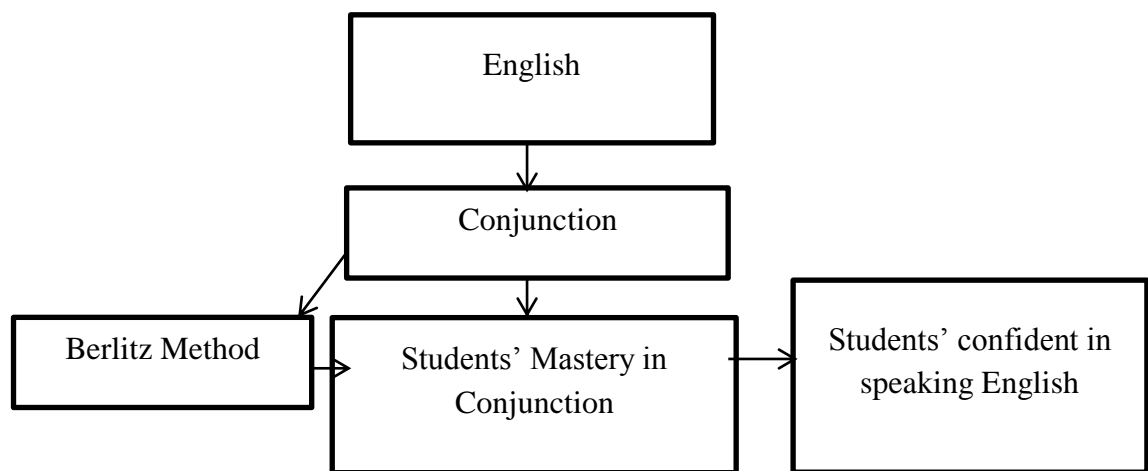 English
Conjunction
Berlitz Method
Students’ Mastery in
Conjunction
Students’ confident in
speaking English